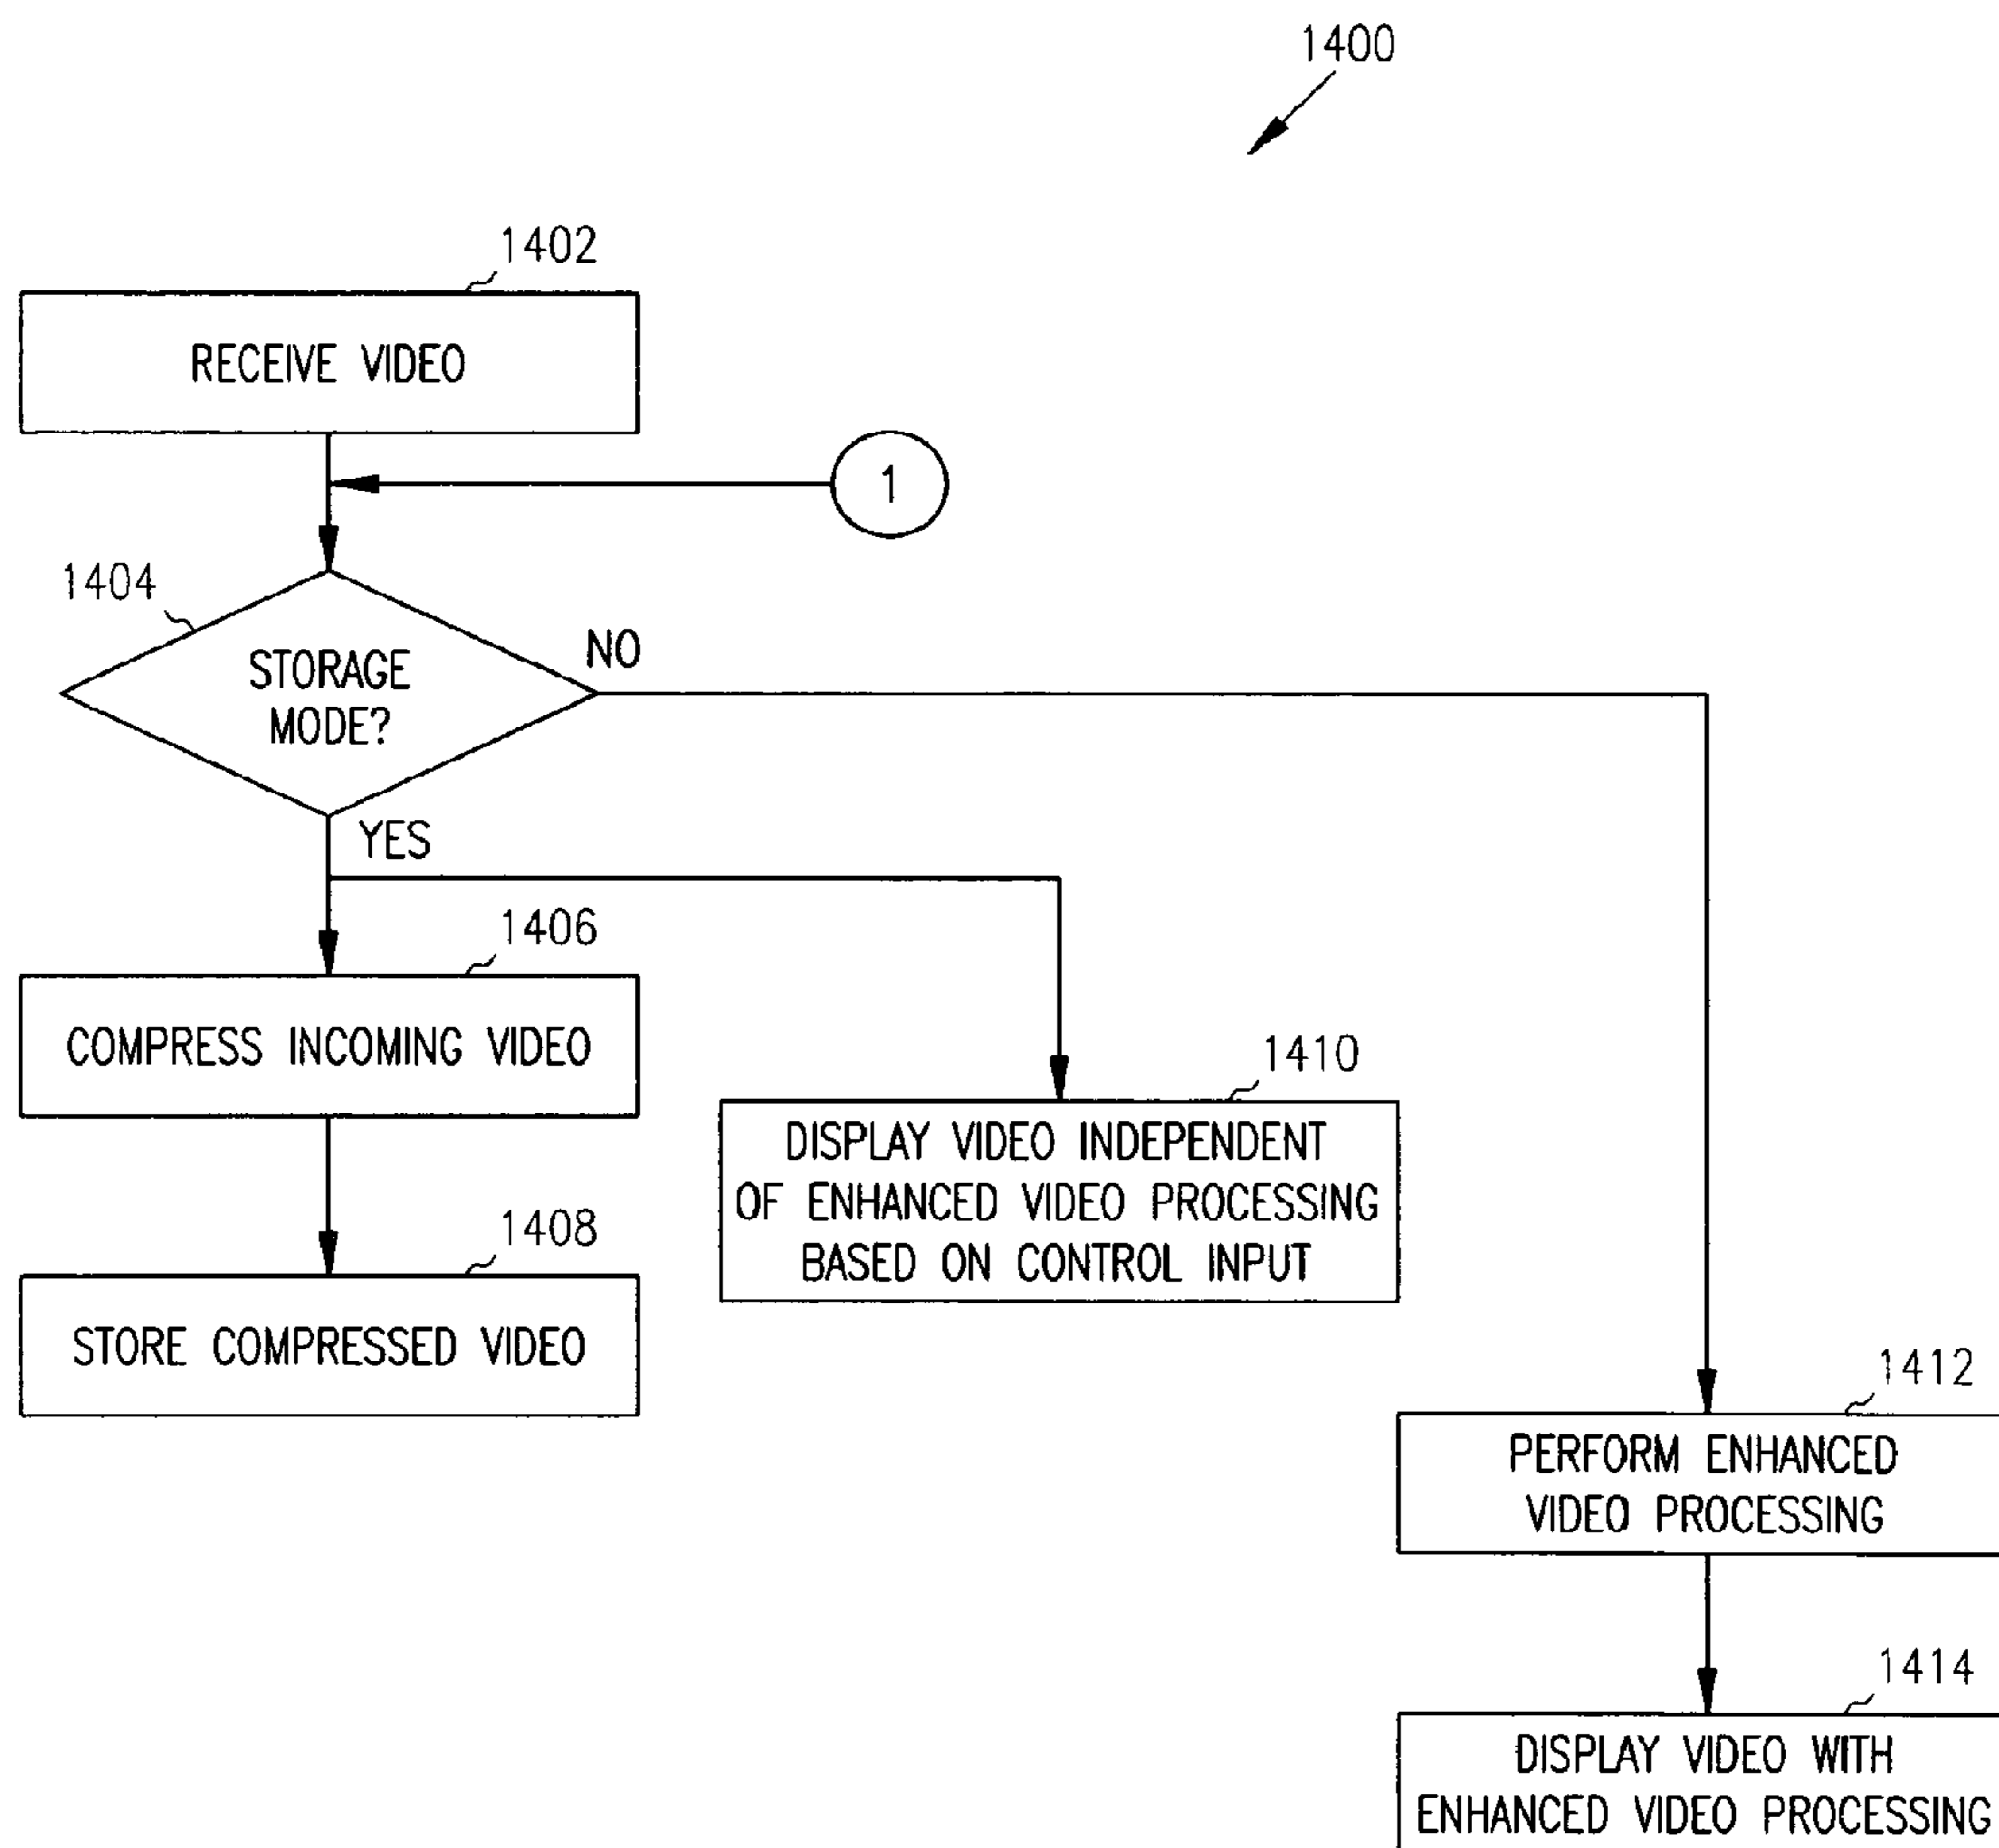 1400
1402
RECEIVE VIDEO
1
1404
STORAGE
MODE?
NO
YES
1406
COMPRESS INCOMING VIDEO
1408
STORE COMPRESSED VIDEO
1410
DISPLAY VIDEO INDEPENDENT
OF ENHANCED VIDEO PROCESSING
BASED ON CONTROL INPUT
1412
PERFORM ENHANCED
VIDEO PROCESSING
1414
DISPLAY VIDEO WITH
ENHANCED VIDEO PROCESSING